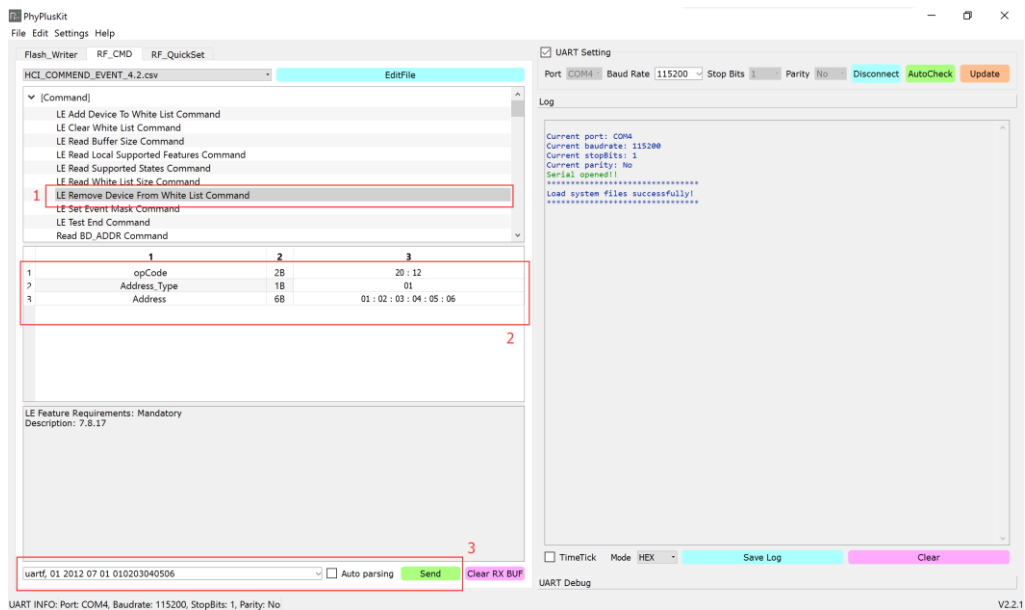 PhyPlusKit
File Edit Settings Help
Flash_Writer RF_CMD RF_QuickSet
HCI_COMMEND_EVENT_4.2.csv EditFile
[Command]
LE Add Device To White List Command
LE Clear White List Command
LE Read Buffer Size Command
LE Read Local Supported Features Command
LE Read Supported States Command
LE Read White List Size Command
1 LE Remove Device From White List Command
LE Set Event Mask Command
LE Test End Command
Read BD_ADDR Command
1 2 3
1 opCode 2B 20 : 12
2 Address_Type 1B 01
3 Address 6B 01 : 02 : 03 : 04 : 05 : 06
2
LE Feature Requirements: Mandatory
Description: 7.8.17
3
uartf, 01 2012 07 01 010203040506 Auto parsing Send Clear RX BUF
UART INFO: Port: COM4, Baudrate: 115200, StopBits: 1, Parity: No
UART Setting
Port COM4 Baud Rate 115200 Stop Bits 1 Parity No Disconnect AutoCheck Update
Log
Current port: COM4
Current baudrate: 115200
Current stopBits: 1
Current parity: No
Serial opened!!
********************************
Load system files successfully!
********************************
TimeTick Mode HEX Save Log Clear
UART Debug
V2.2.1